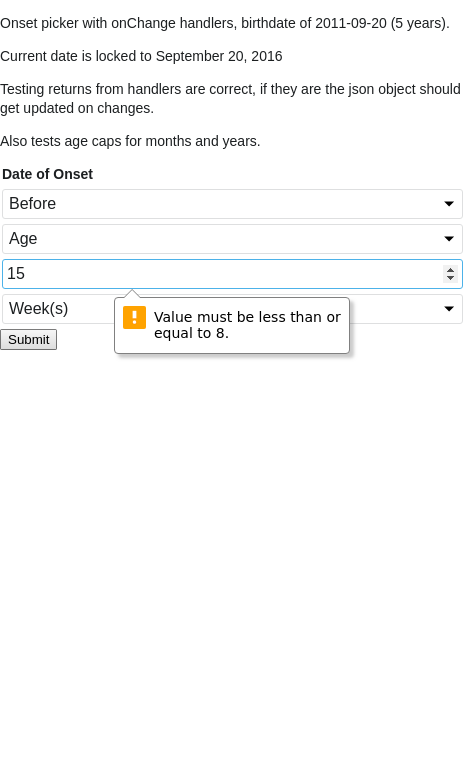 Onset picker with onChange handlers, birthdate of 2011-09-20 (5 years).
Current date is locked to September 20, 2016
Testing returns from handlers are correct, if they are the json object should
get updated on changes.
Also tests age caps for months and years.
Date of Onset
Before
Age
15
Week(s)
Value must be less than or
equal to 8.
Submit